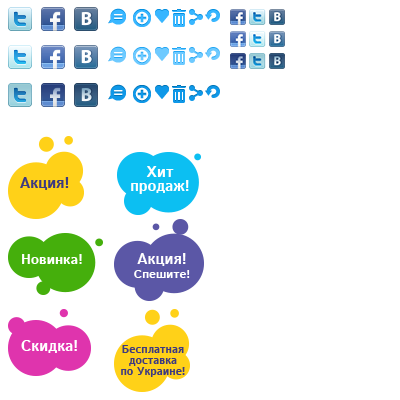 Акция!
Хит
продаж!
Новинка!
Акция!
Спешите!
Скидка!
Бесплатная
доставка
по Украине!